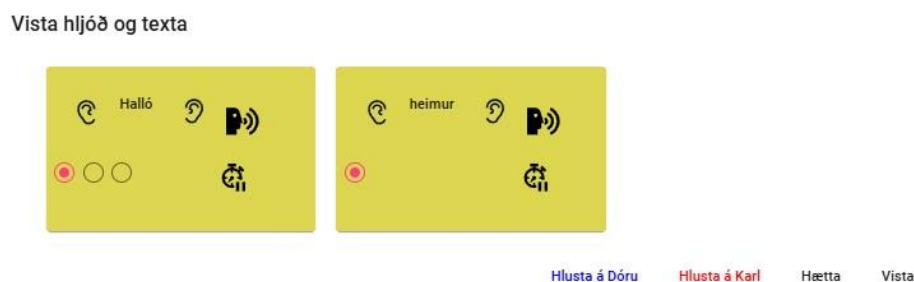 Vista hljóð og texta
Halló
heimur
Hlusta á Dóru Hlusta á Karl Hætta Vista